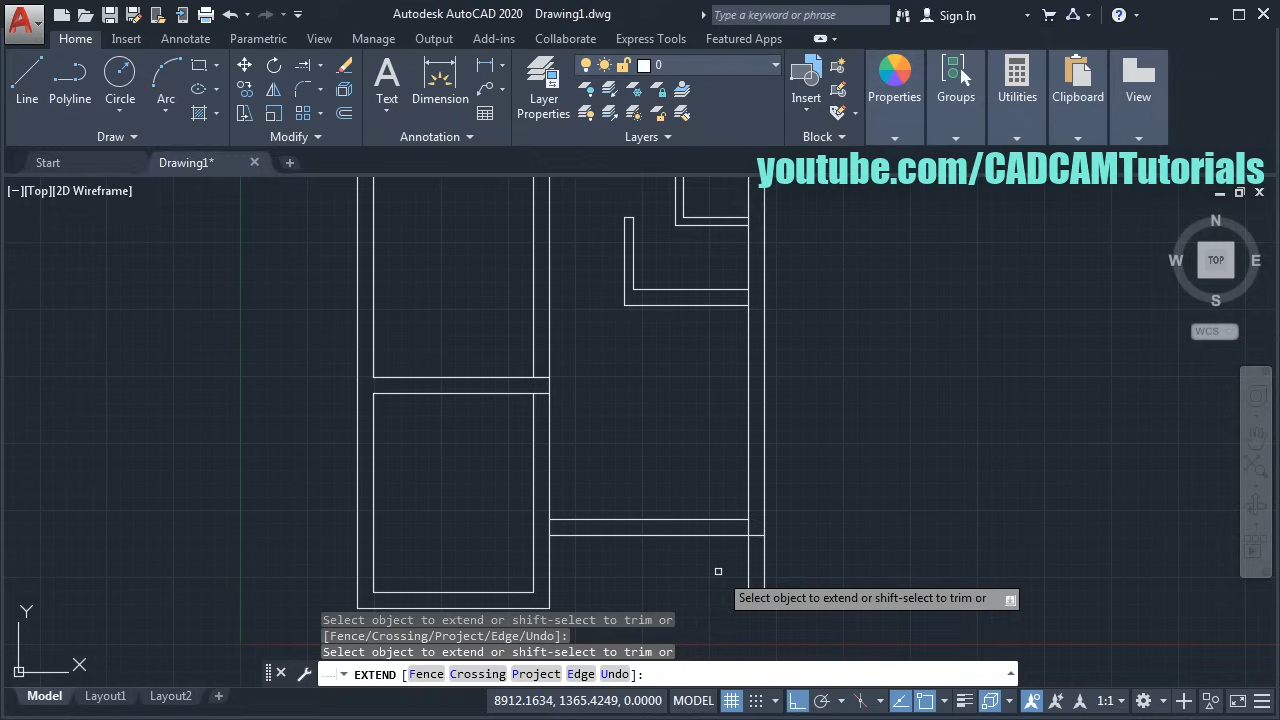 Autodesk AutoCAD 2020 Drawing1.dwg
Type a keyword or phrase
Sign In
Home Insert Annotate Parametric View Manage Output Add-ins Collaborate Express Tools Featured Apps
Line Polyline Circle Arc
Text Dimension
Layer Properties
0
Insert
Properties Groups Utilities Clipboard View
Draw Modify Annotation Layers Block
Start Drawing1*
youtube.com/CADCAMTutorials
[−][Top][2D Wireframe]
N
W TOP E
S
WCS
Select object to extend or shift-select to trim or
Y
X
Select object to extend or shift-select to trim or
[Fence/Crossing/Project/Edge/Undo]:
Select object to extend or shift-select to trim or
EXTEND [Fence Crossing Project Edge Undo]:
Model Layout1 Layout2
8912.1634, 1365.4249, 0.0000 MODEL 1:1